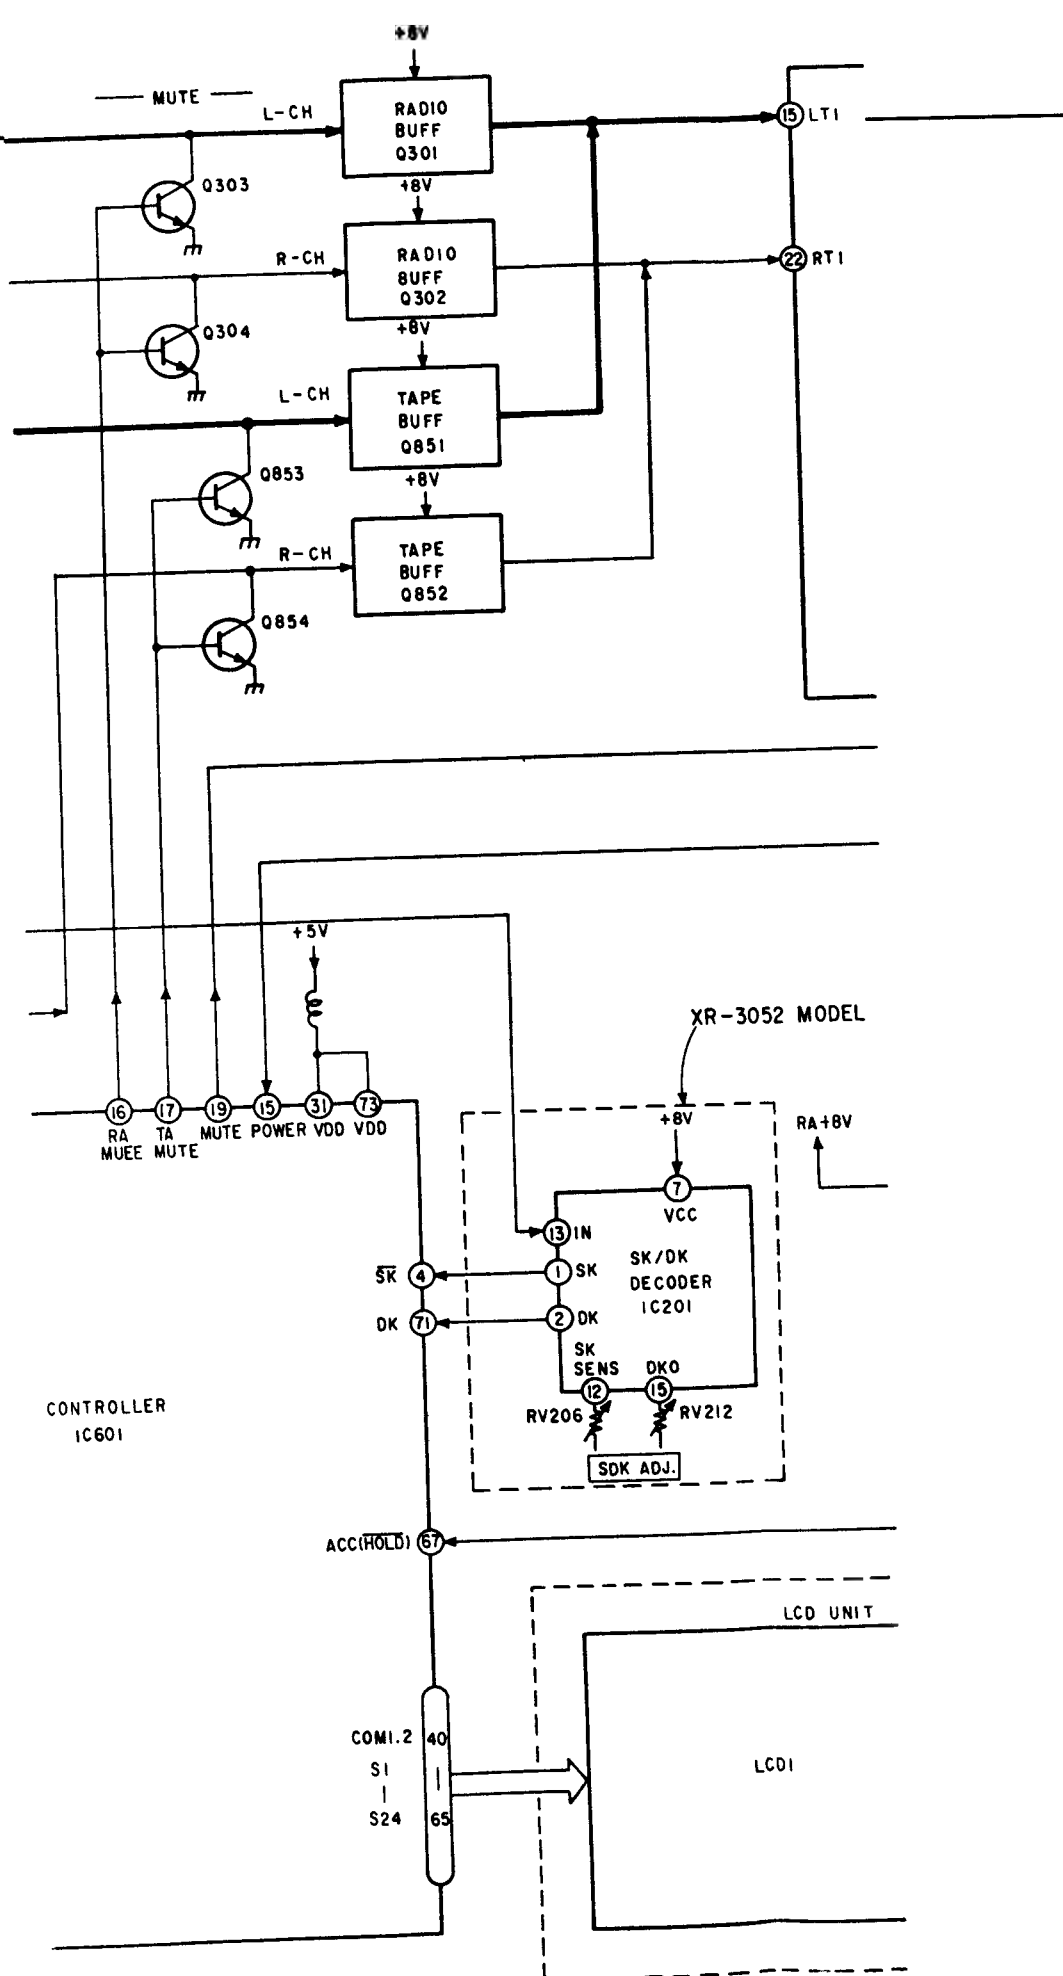 +8V
MUTE
L-CH
RADIO
BUFF
Q301
15 LT1
Q303
+8V
R-CH
RADIO
BUFF
Q302
22 RT1
Q304
+8V
L-CH
TAPE
BUFF
Q851
Q853
+8V
R-CH
TAPE
BUFF
Q852
Q854
+5V
XR-3052 MODEL
16 17 19 15 31 73
RA TA MUTE POWER VDD VDD
MUEE MUTE
+8V
RA+8V
7
VCC
13 IN
SK 4
1 SK
SK/DK
DECODER
IC201
DK 71
2 DK
SK
SENS DKO
12 15
RV206 RV212
SDK ADJ.
CONTROLLER
IC601
ACC(HOLD) 67
LCD UNIT
COM1.2 40
S1 |
|
S24 65
LCD1